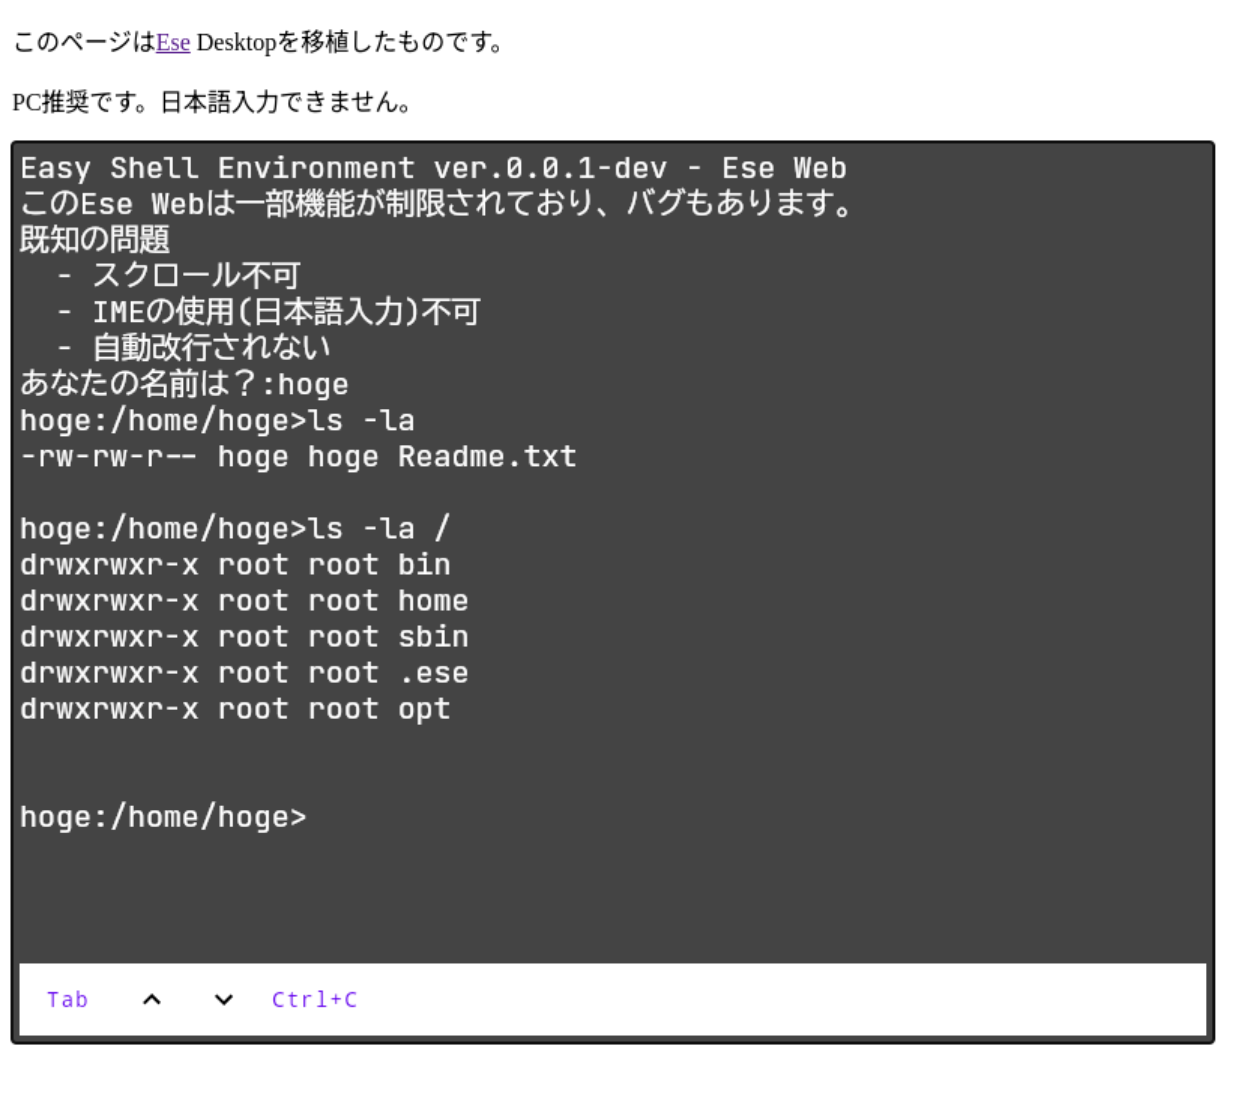 このページはEse Desktopを移植したものです。
PC推奨です。日本語入力できません。
Easy Shell Environment ver.0.0.1-dev - Ese Web
このEse Webは一部機能が制限されており、バグもあります。
既知の問題
  - スクロール不可
  - IMEの使用(日本語入力)不可
  - 自動改行されない
あなたの名前は？:hoge
hoge:/home/hoge>ls -la
-rw-rw-r-- hoge hoge Readme.txt
hoge:/home/hoge>ls -la /
drwxrwxr-x root root bin
drwxrwxr-x root root home
drwxrwxr-x root root sbin
drwxrwxr-x root root .ese
drwxrwxr-x root root opt
hoge:/home/hoge>
Tab Ctrl+C